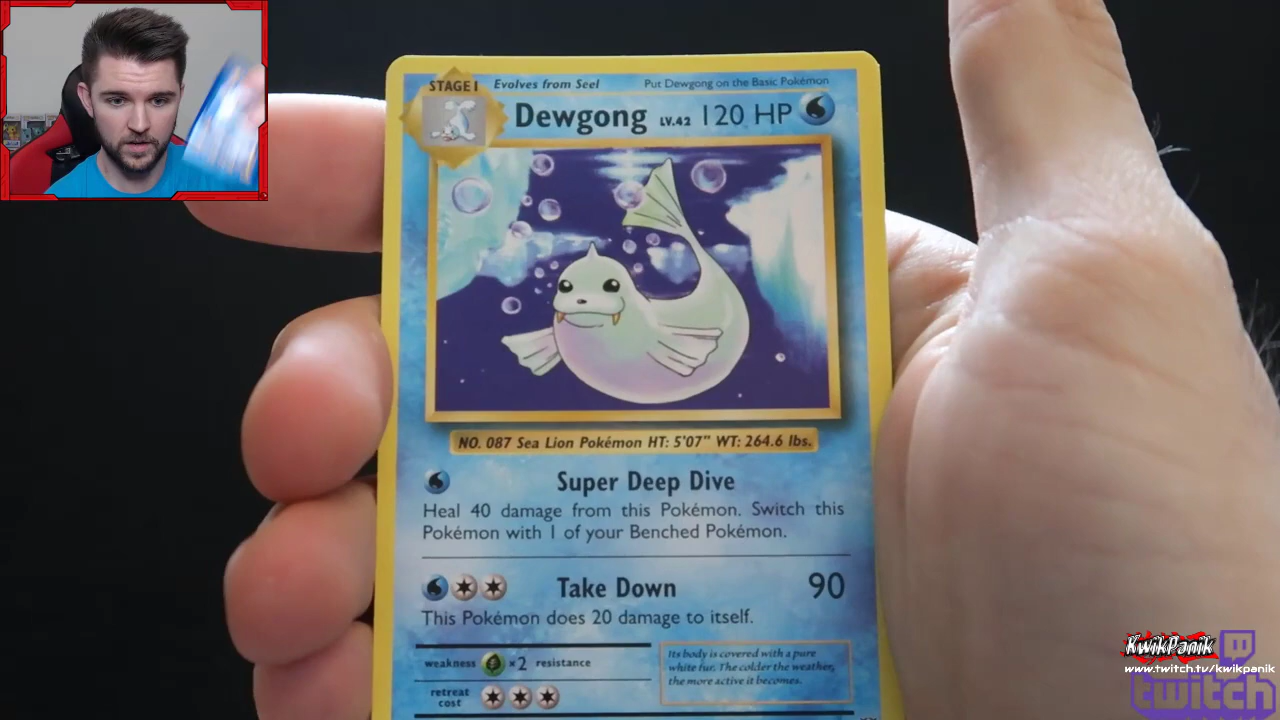 STAGE 1 Evolves from Seel Put Dewgong on the Basic Pokémon
Dewgong LV.42 120 HP
NO. 087 Sea Lion Pokémon HT: 5'07" WT: 264.6 lbs.
Super Deep Dive
Heal 40 damage from this Pokémon. Switch this
Pokémon with 1 of your Benched Pokémon.
Take Down 90
This Pokémon does 20 damage to itself.
weakness ×2 resistance
retreat
cost
Its body is covered with a pure
white fur. The colder the weather,
the more active it becomes.
KwikPanik
www.twitch.tv/kwikpanik
twitch